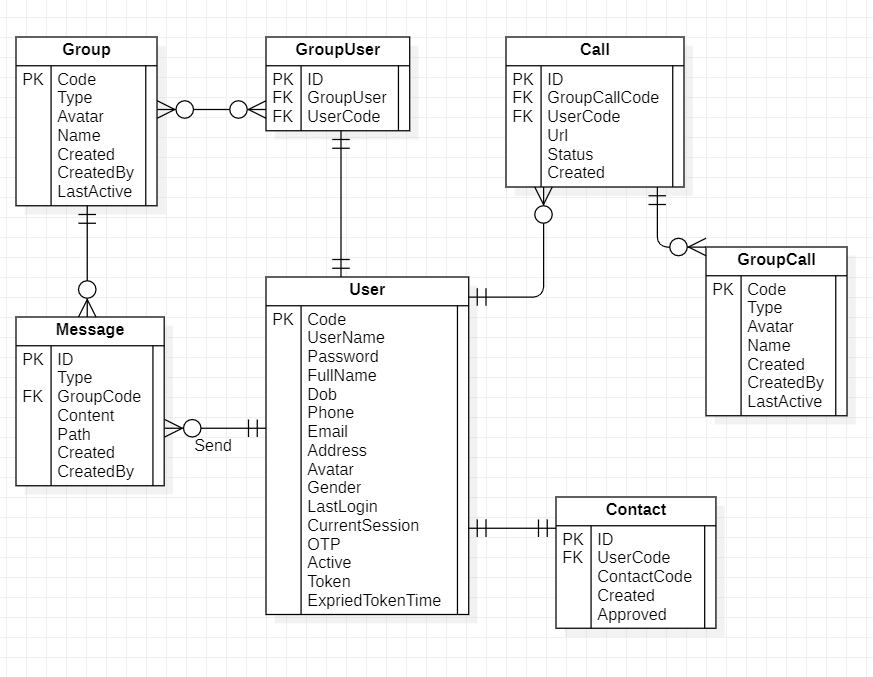 Group
PK Code
Type
Avatar
Name
Created
CreatedBy
LastActive
GroupUser
PK ID
FK GroupUser
FK UserCode
Call
PK ID
FK GroupCallCode
FK UserCode
Url
Status
Created
GroupCall
PK Code
Type
Avatar
Name
Created
CreatedBy
LastActive
User
PK Code
UserName
Password
FullName
Dob
Phone
Email
Address
Avatar
Gender
LastLogin
CurrentSession
OTP
Active
Token
ExpriedTokenTime
Message
PK ID
Type
FK GroupCode
Content
Path
Created
CreatedBy
Send
Contact
PK ID
FK UserCode
ContactCode
Created
Approved